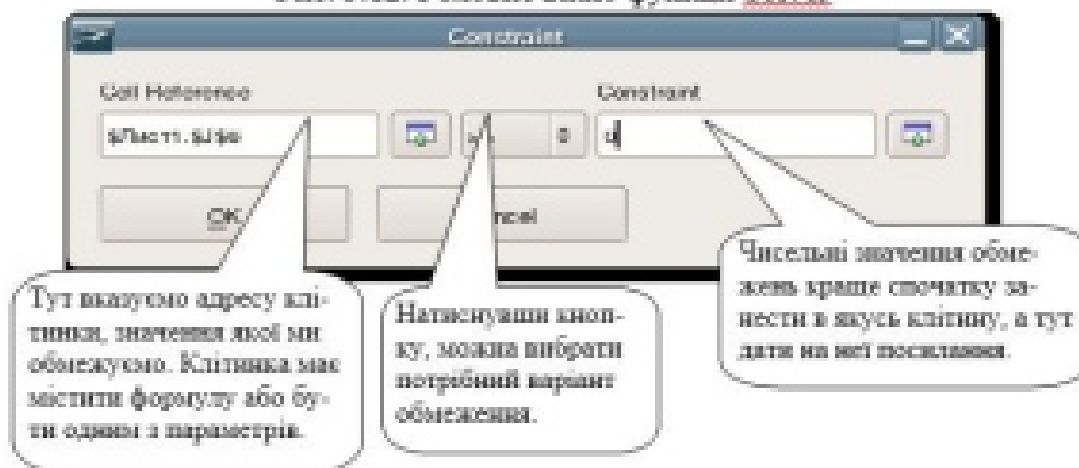 Constraint
Cell Reference
Constraint
OK
Тут вказуємо адресу клі-
тинки, значення якої ми
обмежуємо. Клітинка має
містити формулу або бу-
ти одним з параметрів.
Натиснувши кноп-
ку, можна вибрати
потрібний варіант
обмеження.
Чисельні значення обме-
жень краще спочатку за-
нести в якусь клітину, а тут
дати на неї посилання.